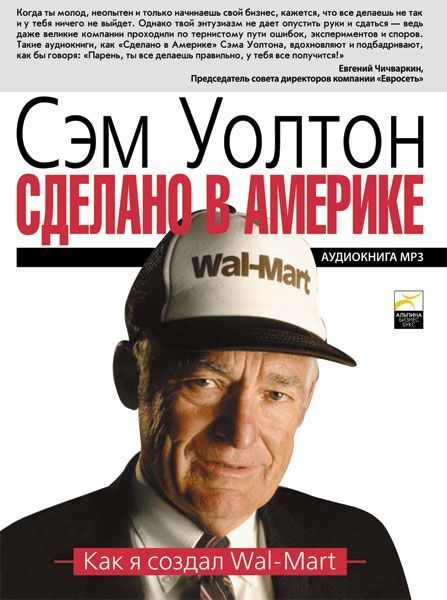 Когда ты молод, неопытен и только начинаешь свой бизнес, кажется, что все делаешь не так
и у тебя ничего не выйдет. Однако твой энтузиазм не дает опустить руки и сдаться — ведь
даже великие компании проходили по тернистому пути ошибок, экспериментов и споров.
Такие аудиокниги, как «Сделано в Америке» Сэма Уолтона, вдохновляют и подбадривают,
как бы говоря: «Парень, ты все делаешь правильно, у тебя все получится!»
Евгений Чичваркин,
Председатель совета директоров компании «Евросеть»
Сэм Уолтон
СДЕЛАНО В АМЕРИКЕ
АУДИОКНИГА MP3
Wal-Mart
АЛЬПИНА
БИЗНЕС
БУКС
Как я создал Wal-Mart